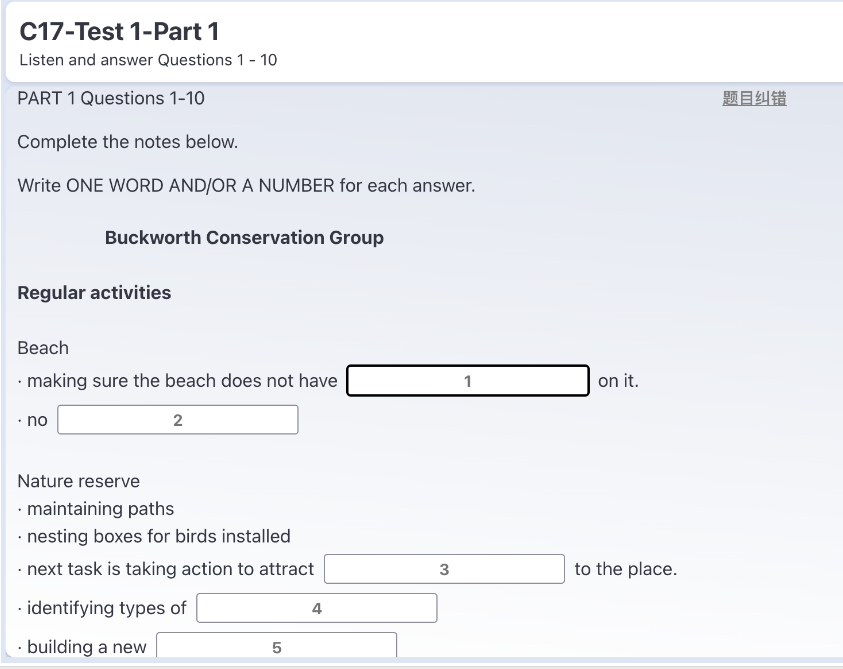 C17-Test 1-Part 1
Listen and answer Questions 1 - 10
PART 1 Questions 1-10 题目纠错
Complete the notes below.
Write ONE WORD AND/OR A NUMBER for each answer.
Buckworth Conservation Group
Regular activities
Beach
· making sure the beach does not have 1 on it.
· no 2
Nature reserve
· maintaining paths
· nesting boxes for birds installed
· next task is taking action to attract 3 to the place.
· identifying types of 4
· building a new 5